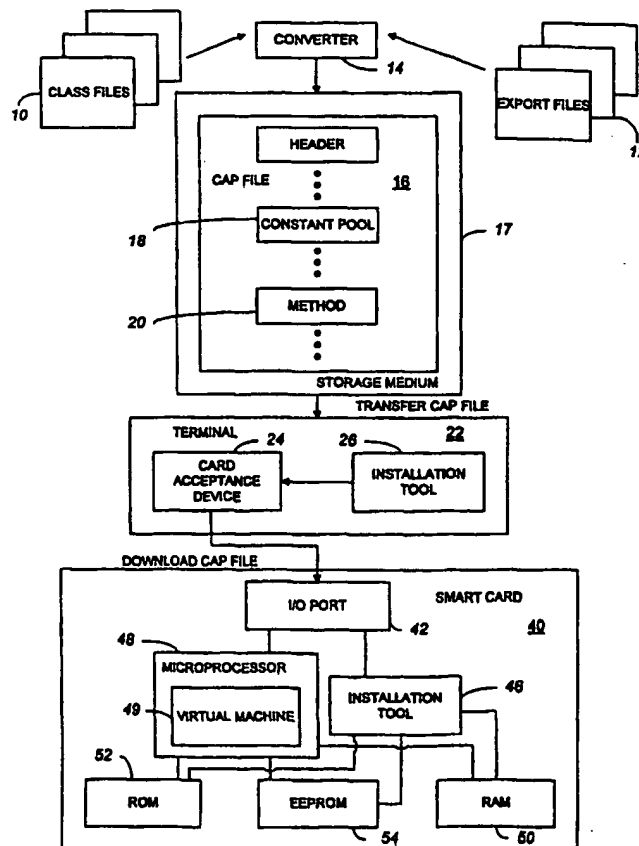 CONVERTER
14
CLASS FILES
10
EXPORT FILES
HEADER
CAP FILE
16
CONSTANT POOL
18
17
METHOD
20
STORAGE MEDIUM
TRANSFER CAP FILE
TERMINAL
24
26
22
CARD
ACCEPTANCE
DEVICE
INSTALLATION
TOOL
DOWNLOAD CAP FILE
I/O PORT
SMART CARD
42
40
48
MICROPROCESSOR
49
VIRTUAL MACHINE
INSTALLATION
TOOL
46
52
ROM
EEPROM
RAM
54
50